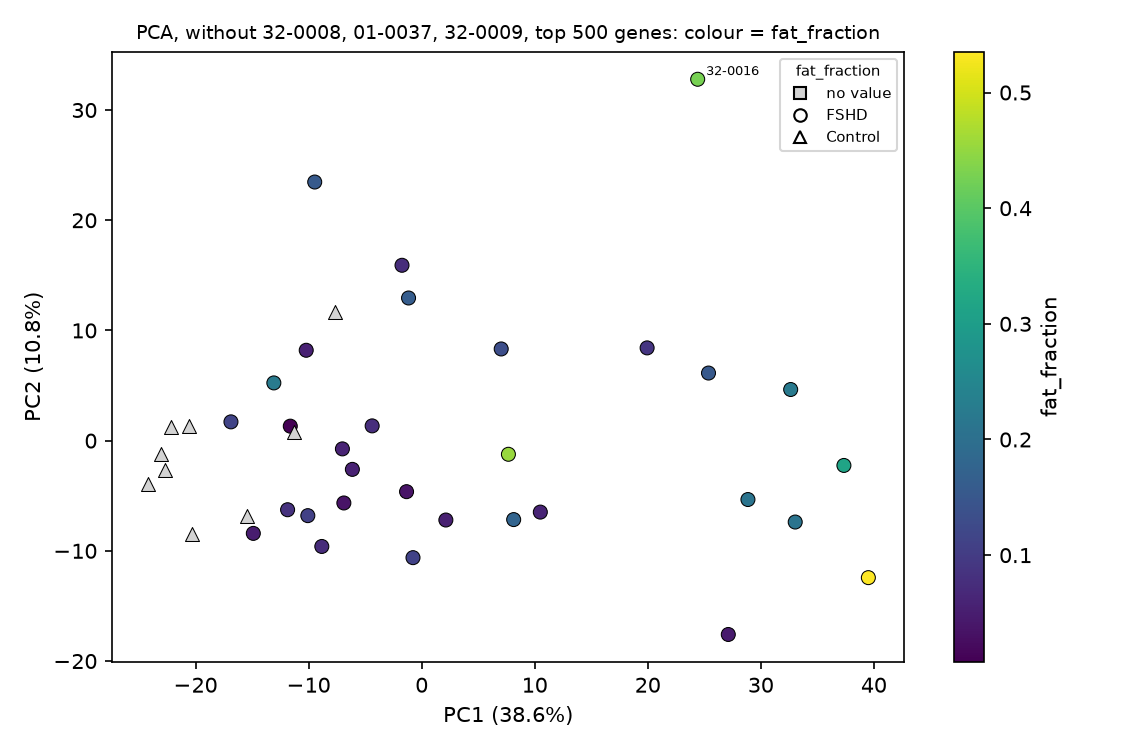 PCA, without 32-0008, 01-0037, 32-0009, top 500 genes: colour = fat_fraction
32-0016
fat_fraction
no value
FSHD
Control
30
20
10
0
−10
−20
PC2 (10.8%)
−20
−10
0
10
20
30
40
PC1 (38.6%)
0.5
0.4
0.3
0.2
0.1
fat_fraction